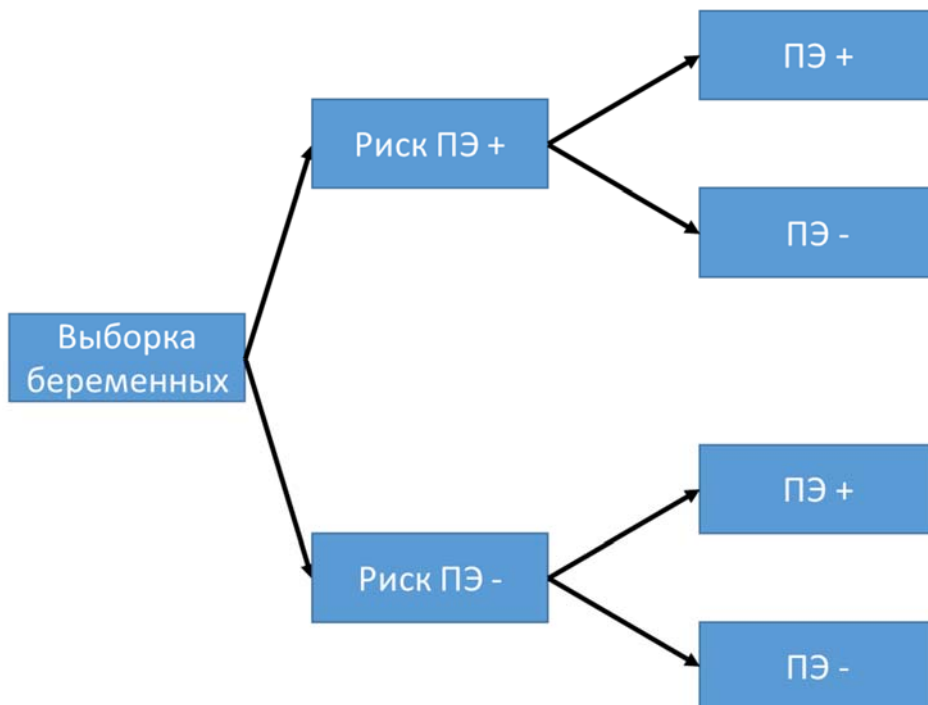 ПЭ +
Риск ПЭ +
ПЭ -
Выборка
беременных
ПЭ +
Риск ПЭ -
ПЭ -